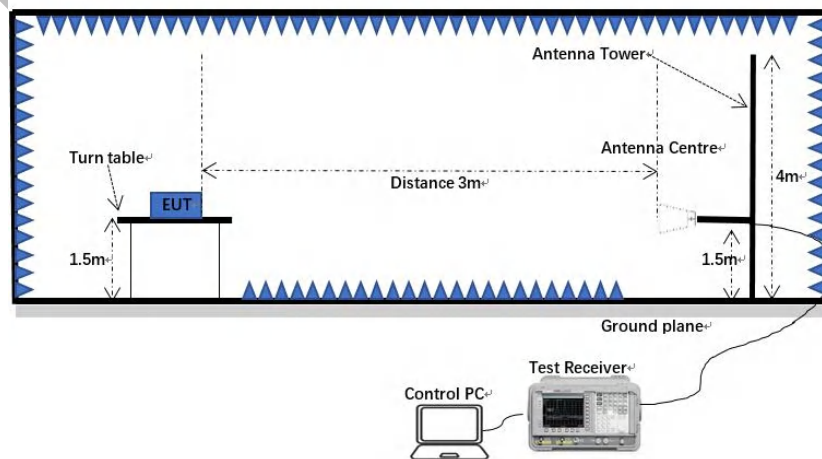 Antenna Tower
Turn table
Antenna Centre
Distance 3m
4m
EUT
1.5m
1.5m
Ground plane
Test Receiver
Control PC